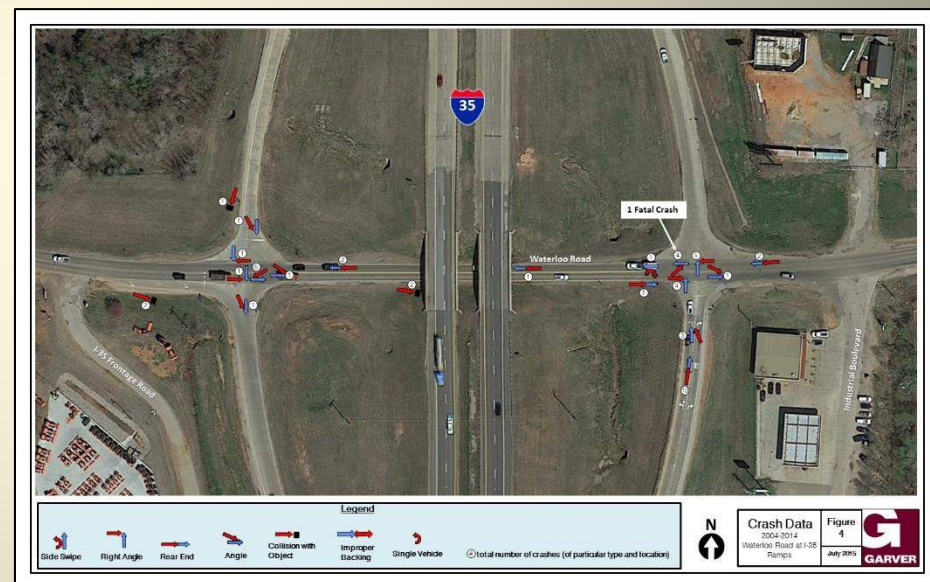 35
1 Fatal Crash
Waterloo Road
I-35 Frontage Road
Industrial Boulevard
Legend
Side Swipe
Right Angle
Rear End
Angle
Collision with
Object
Improper
Backing
Single Vehicle
total number of crashes (of particular type and location)
N
Crash Data
2004-2014
Waterloo Road at I-35
Ramps
Figure
4
July 2015
GARVER